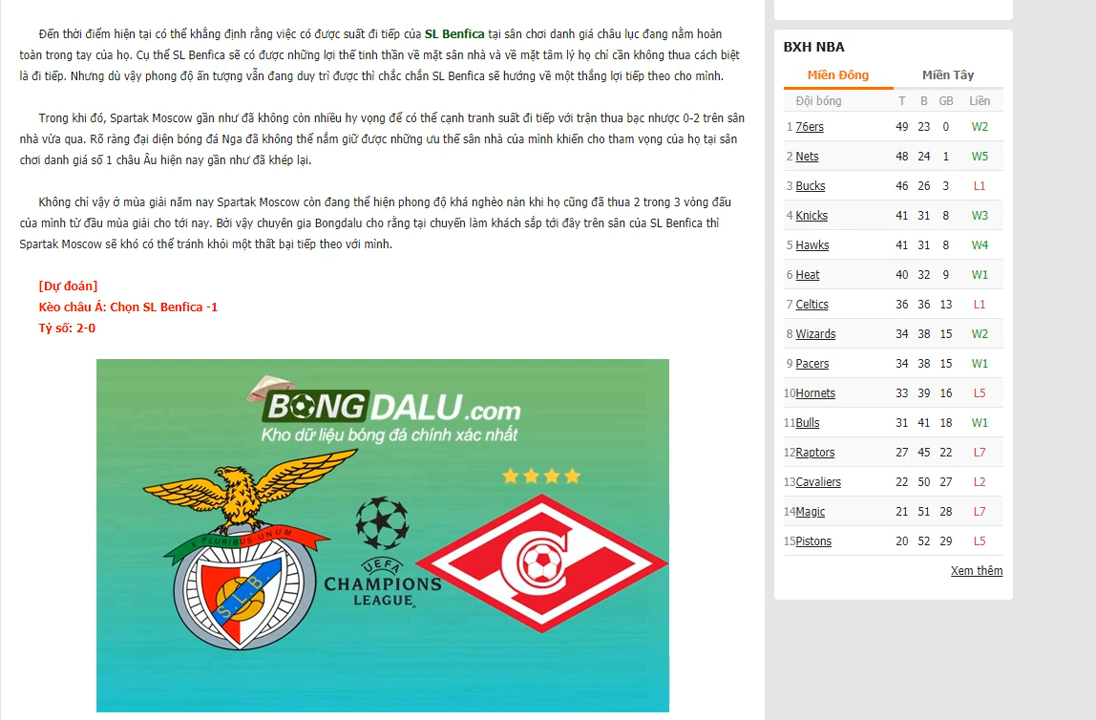 Đến thời điểm hiện tại có thể khẳng định rằng việc có được suất đi tiếp của SL Benfica tại sân chơi danh giá châu lục đang nằm hoàn
toàn trong tay của họ. Cụ thể SL Benfica sẽ có được những lợi thế tinh thần về mặt sân nhà và về mặt tâm lý họ chỉ cần không thua cách biệt
là đi tiếp. Nhưng dù vậy phong độ ấn tượng vẫn đang duy trì được thì chắc chắn SL Benfica sẽ hướng về một thắng lợi tiếp theo cho mình.
Trong khi đó, Spartak Moscow gần như đã không còn nhiều hy vọng để có thể cạnh tranh suất đi tiếp với trận thua bạc nhược 0-2 trên sân
nhà vừa qua. Rõ ràng đại diện bóng đá Nga đã không thể nắm giữ được những ưu thế sân nhà của mình khiến cho tham vọng của họ tại sân
chơi danh giá số 1 châu Âu hiện nay gần như đã khép lại.
Không chỉ vậy ở mùa giải năm nay Spartak Moscow còn đang thể hiện phong độ khá nghèo nàn khi họ cũng đã thua 2 trong 3 vòng đấu
của mình từ đầu mùa giải cho tới nay. Bởi vậy chuyên gia Bongdalu cho rằng tại chuyến làm khách sắp tới đây trên sân của SL Benfica thì
Spartak Moscow sẽ khó có thể tránh khỏi một thất bại tiếp theo với mình.
[Dự đoán]
Kèo châu Á: Chọn SL Benfica -1
Tỷ số: 2-0
BONGDALU.com
Kho dữ liệu bóng đá chính xác nhất
E PLURIBUS UNUM
S.L.B.
UEFA
CHAMPIONS
LEAGUE
BXH NBA
Miền Đông Miền Tây
Đội bóng T B GB Liền
1 76ers 49 23 0 W2
2 Nets 48 24 1 W5
3 Bucks 46 26 3 L1
4 Knicks 41 31 8 W3
5 Hawks 41 31 8 W4
6 Heat 40 32 9 W1
7 Celtics 36 36 13 L1
8 Wizards 34 38 15 W2
9 Pacers 34 38 15 W1
10 Hornets 33 39 16 L5
11 Bulls 31 41 18 W1
12 Raptors 27 45 22 L7
13 Cavaliers 22 50 27 L2
14 Magic 21 51 28 L7
15 Pistons 20 52 29 L5
Xem thêm